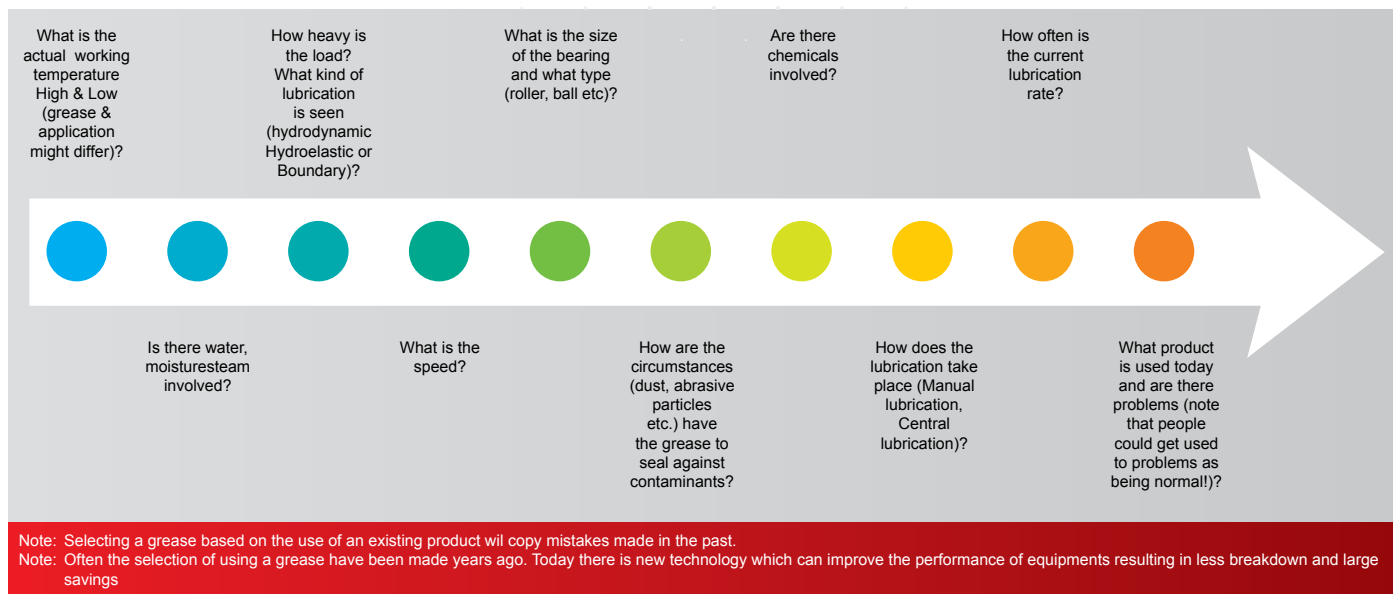 What is the
actual working
temperature
High & Low
(grease &
application
might differ)?
How heavy is
the load?
What kind of
lubrication
is seen
(hydrodynamic
Hydroelastic or
Boundary)?
What is the size
of the bearing
and what type
(roller, ball etc)?
Are there
chemicals
involved?
How often is
the current
lubrication
rate?
Is there water,
moisturesteam
involved?
What is the
speed?
How are the
circumstances
(dust, abrasive
particles
etc.) have
the grease to
seal against
contaminants?
How does the
lubrication take
place (Manual
lubrication,
Central
lubrication)?
What product
is used today
and are there
problems (note
that people
could get used
to problems as
being normal!)?
Note: Selecting a grease based on the use of an existing product wil copy mistakes made in the past.
Note: Often the selection of using a grease have been made years ago. Today there is new technology which can improve the performance of equipments resulting in less breakdown and large
savings